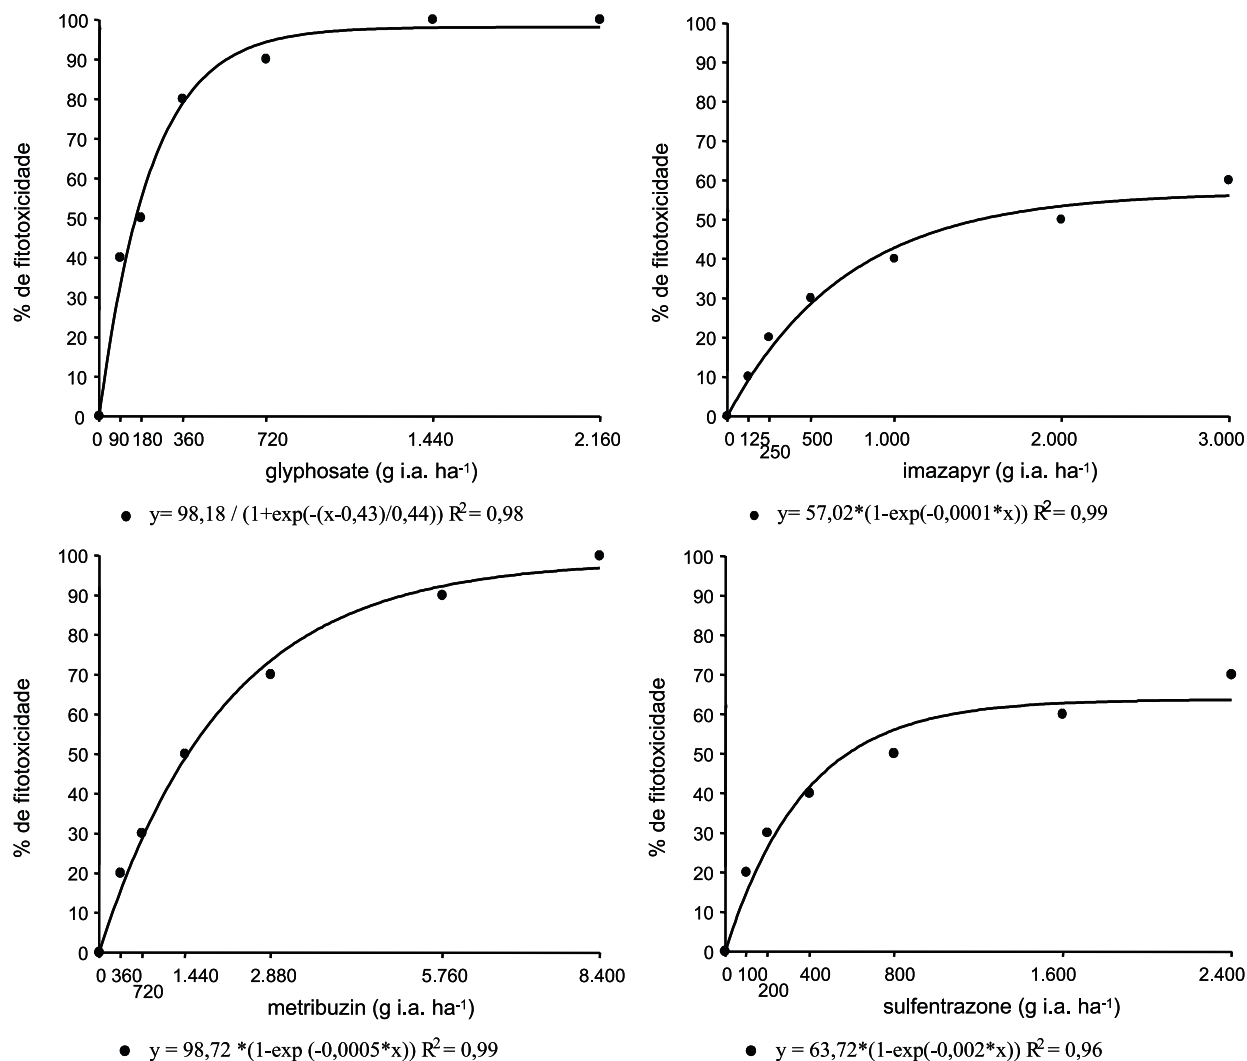 100
90
80
70
60
50
40
30
20
10
0
% de fitotoxicidade
0 90 180 360 720 1.440 2.160
glyphosate (g i.a. ha⁻¹)
● y= 98,18 / (1+exp(-(x-0,43)/0,44)) R²= 0,98
100
90
80
70
60
50
40
30
20
10
0
% de fitotoxicidade
0 125 500 1.000 2.000 3.000
250
imazapyr (g i.a. ha⁻¹)
● y= 57,02*(1-exp(-0,0001*x)) R²= 0,99
100
90
80
70
60
50
40
30
20
10
0
% de fitotoxicidade
0 360 1.440 2.880 5.760 8.400
720
metribuzin (g i.a. ha⁻¹)
● y = 98,72 *(1-exp (-0,0005*x)) R²= 0,99
100
90
80
70
60
50
40
30
20
10
0
% de fitotoxicidade
0 100 400 800 1.600 2.400
200
sulfentrazone (g i.a. ha⁻¹)
● y = 63,72*(1-exp(-0,002*x)) R²= 0,96